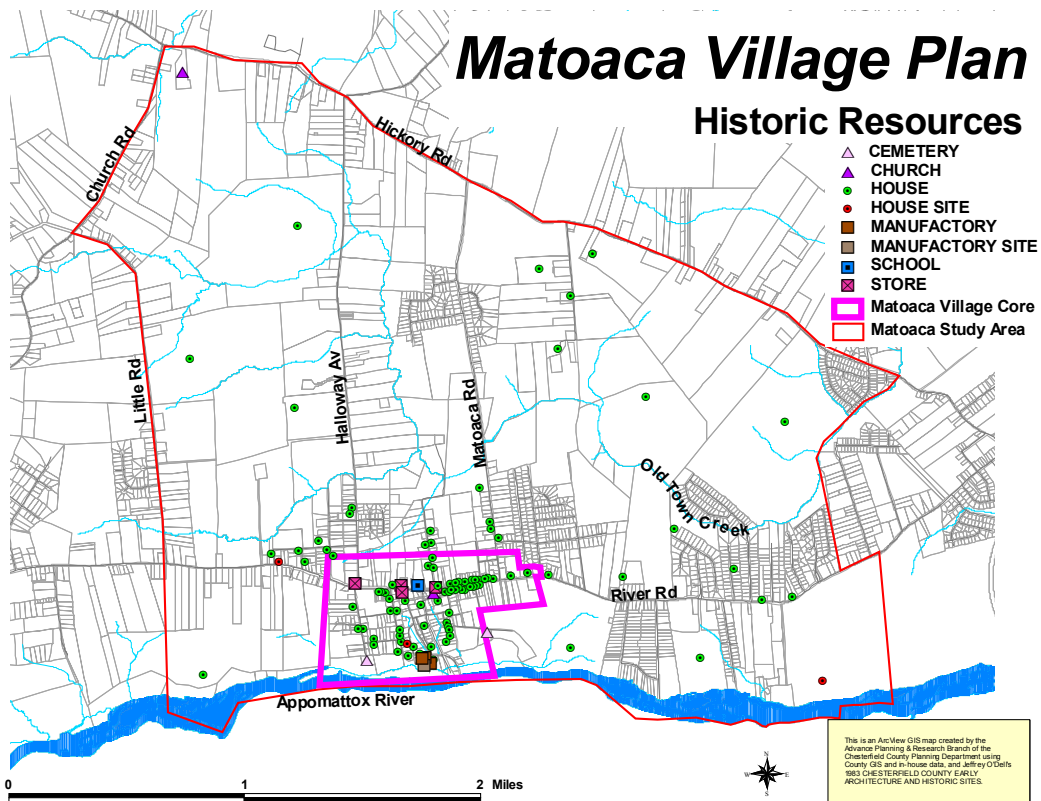 Matoaca Village Plan
Historic Resources
CEMETERY
CHURCH
HOUSE
HOUSE SITE
MANUFACTORY
MANUFACTORY SITE
SCHOOL
STORE
Matoaca Village Core
Matoaca Study Area
Church Rd
Hickory Rd
Little Rd
Halloway Av
Matoaca Rd
Old Town Creek
River Rd
Appomattox River
This is an ArcView GIS map created by the
Advance Planning & Research Branch of the
Chesterfield County Planning Department using
County GIS and in-house data, and Jeffrey O'Dell's
1983 CHESTERFIELD COUNTY EARLY
ARCHITECTURE AND HISTORIC SITES.
N
W E
S
0 1 2 Miles